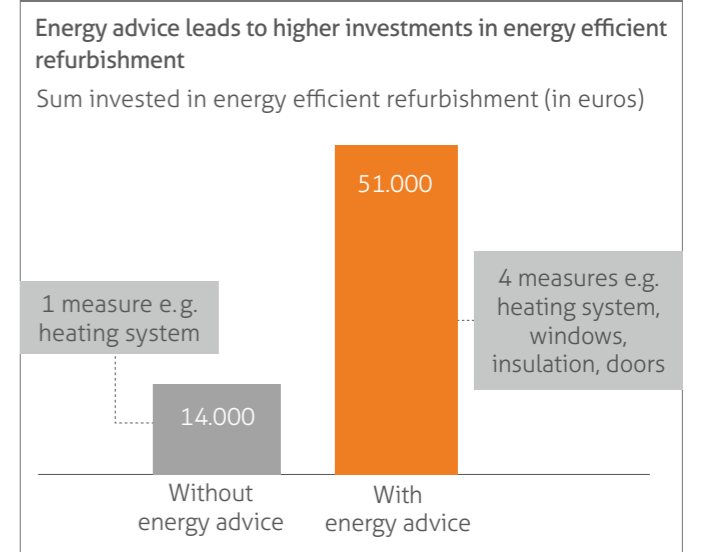 Energy advice leads to higher investments in energy efficient
refurbishment
Sum invested in energy efficient refurbishment (in euros)
51.000
4 measures e.g.
heating system,
windows,
insulation, doors
1 measure e.g.
heating system
14.000
Without
energy advice
With
energy advice